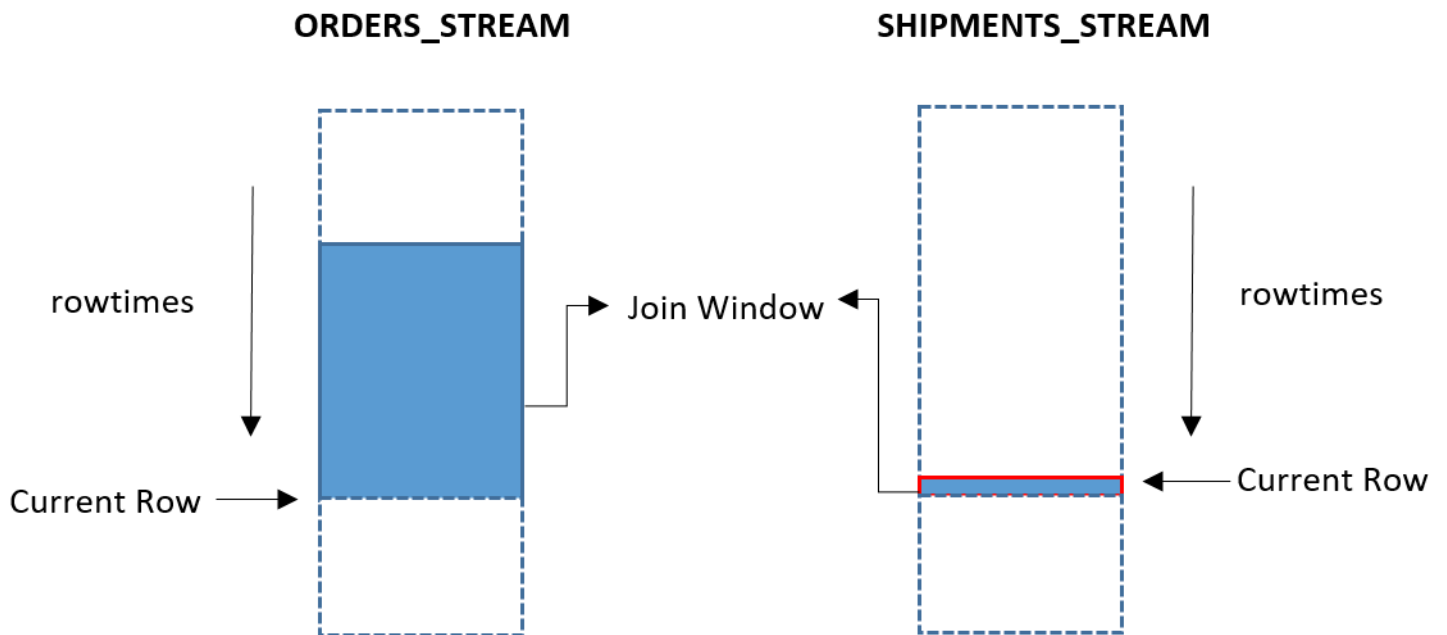 ORDERS_STREAM
SHIPMENTS_STREAM
rowtimes
Join Window
rowtimes
Current Row
Current Row